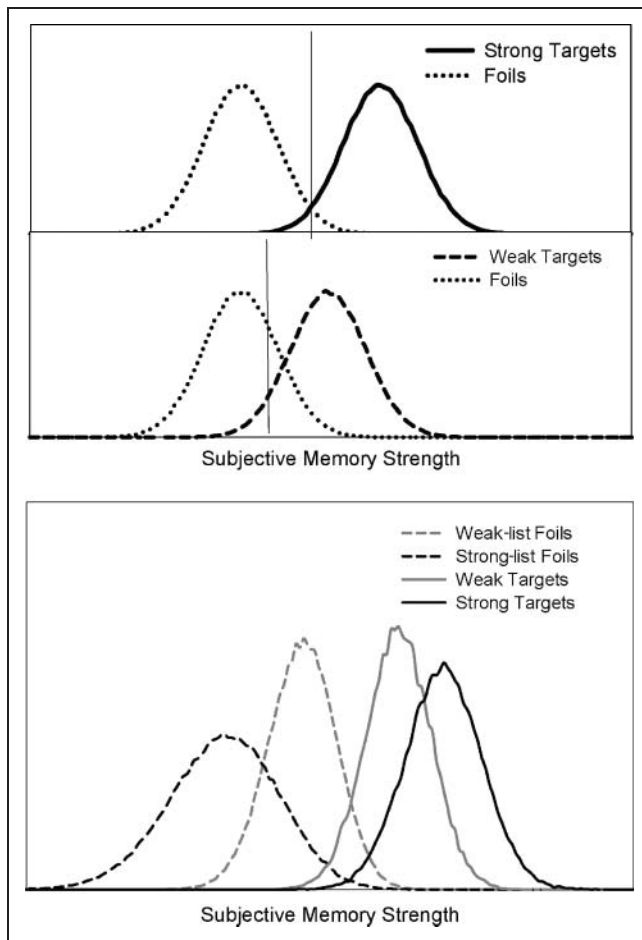 Strong Targets
Foils
Weak Targets
Foils
Subjective Memory Strength
Weak-list Foils
Strong-list Foils
Weak Targets
Strong Targets
Subjective Memory Strength